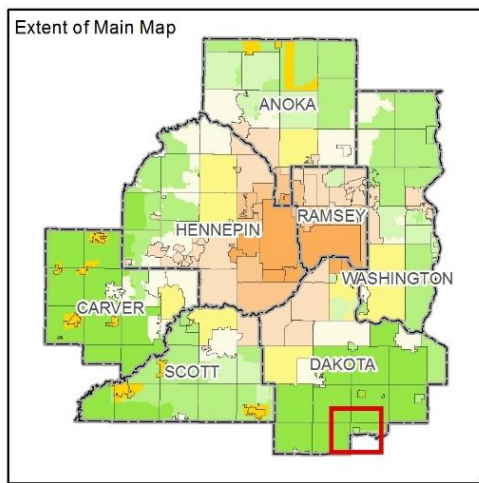 Extent of Main Map
ANOKA
HENNEPIN
RAMSEY
WASHINGTON
CARVER
SCOTT
DAKOTA